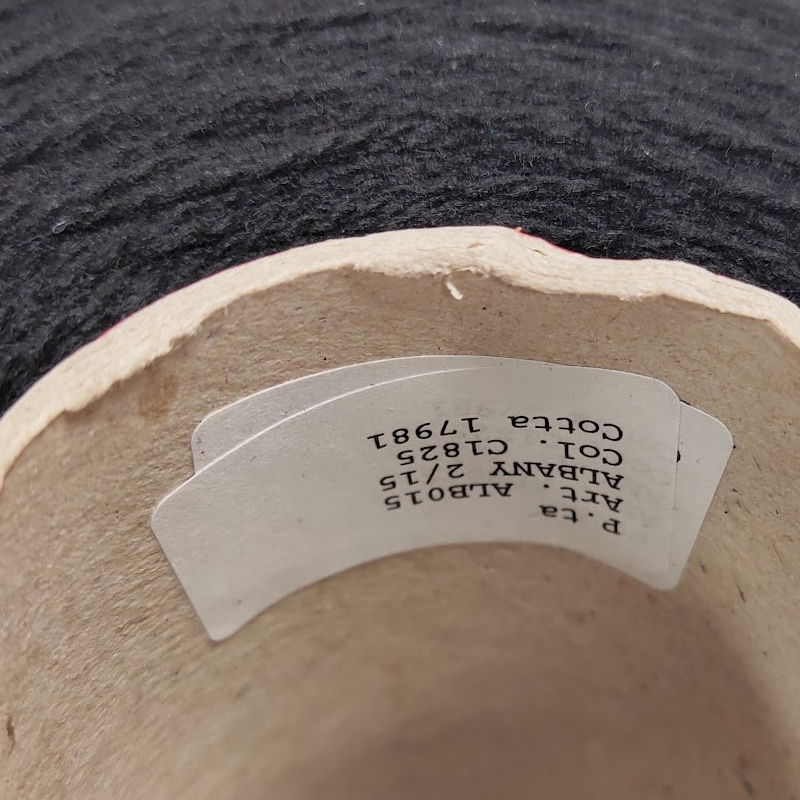 P.ta
Art. ALB015
ALBANY 2/15
Col. C1825
Cotta 17981